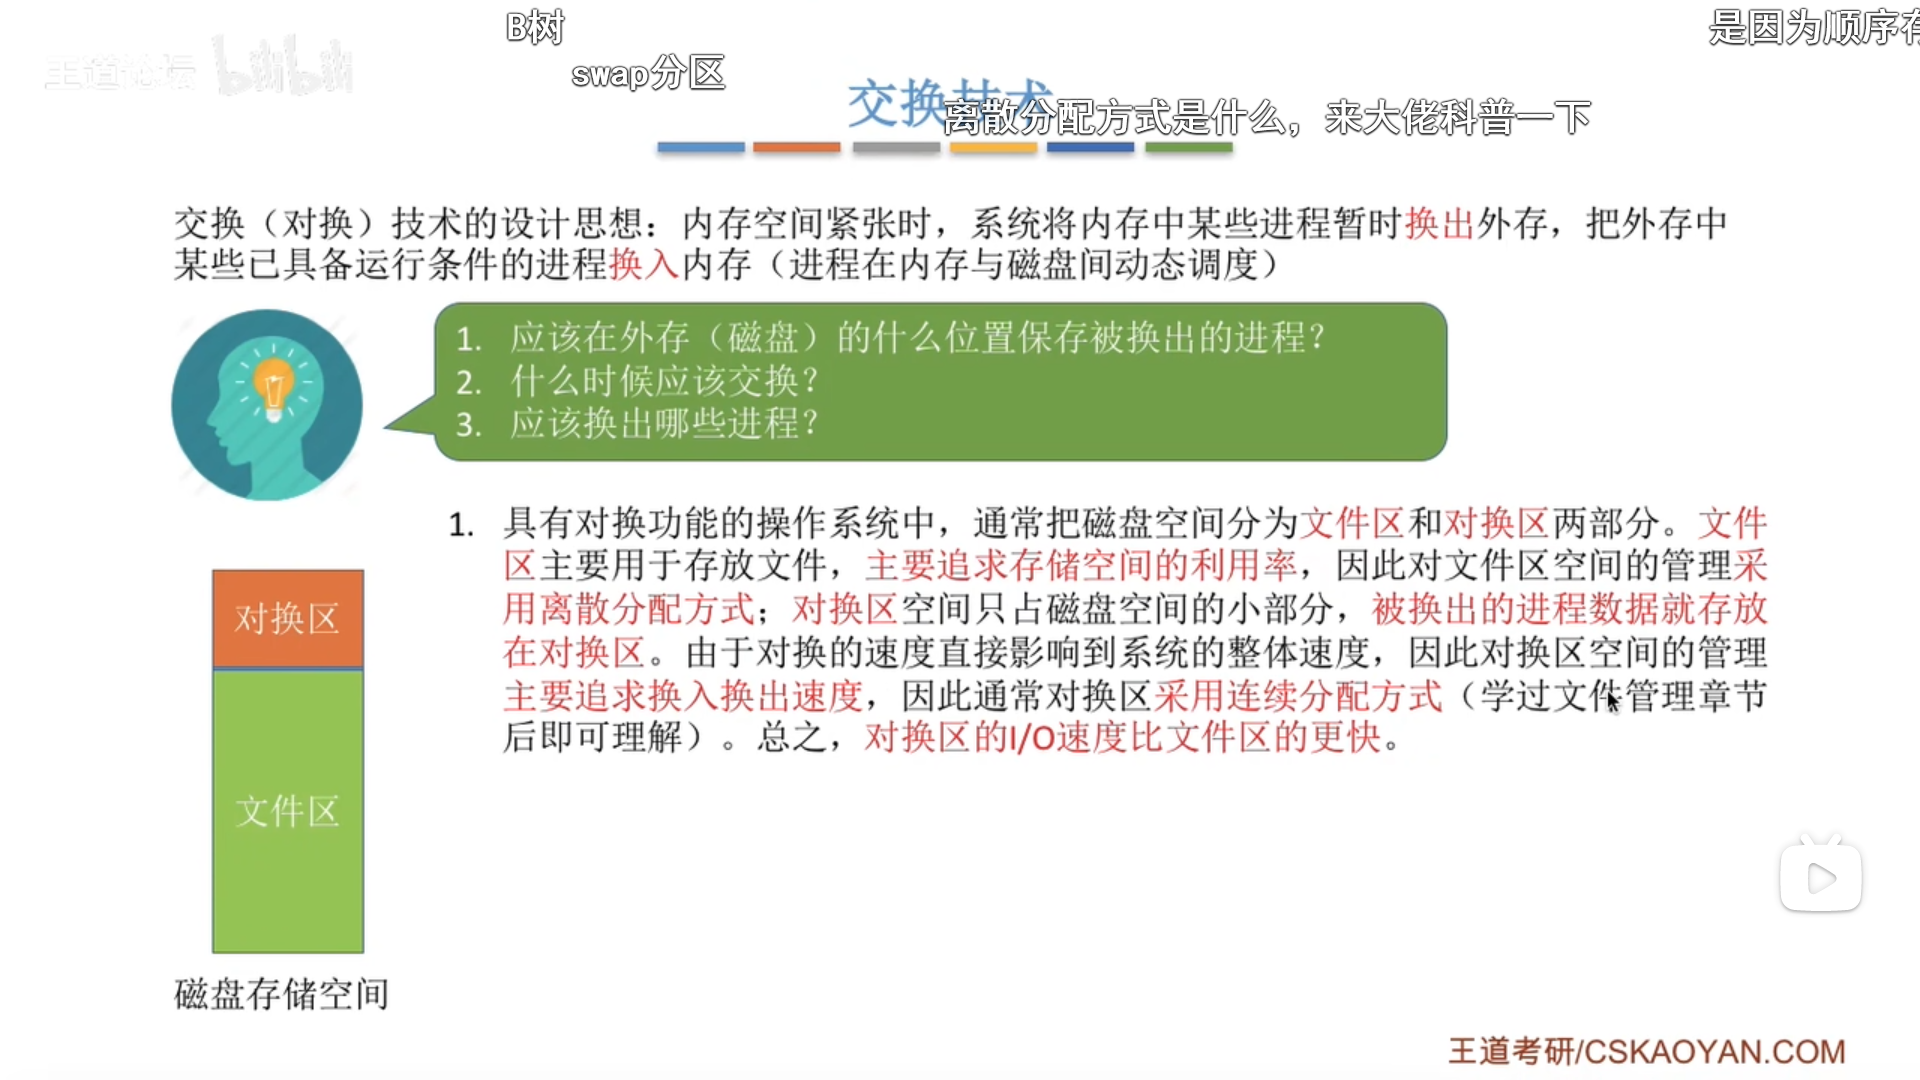 B树
是因为顺序存
王道论坛 bilibili
swap分区
交换技术
离散分配方式是什么，来大佬科普一下
交换（对换）技术的设计思想：内存空间紧张时，系统将内存中某些进程暂时换出外存，把外存中
某些已具备运行条件的进程换入内存（进程在内存与磁盘间动态调度）
1. 应该在外存（磁盘）的什么位置保存被换出的进程？
2. 什么时候应该交换？
3. 应该换出哪些进程？
1. 具有对换功能的操作系统中，通常把磁盘空间分为文件区和对换区两部分。文件
区主要用于存放文件，主要追求存储空间的利用率，因此对文件区空间的管理采
用离散分配方式；对换区空间只占磁盘空间的小部分，被换出的进程数据就存放
在对换区。由于对换的速度直接影响到系统的整体速度，因此对换区空间的管理
主要追求换入换出速度，因此通常对换区采用连续分配方式（学过文件管理章节
后即可理解）。总之，对换区的I/O速度比文件区的更快。
对换区
文件区
磁盘存储空间
王道考研/CSKAOYAN.COM